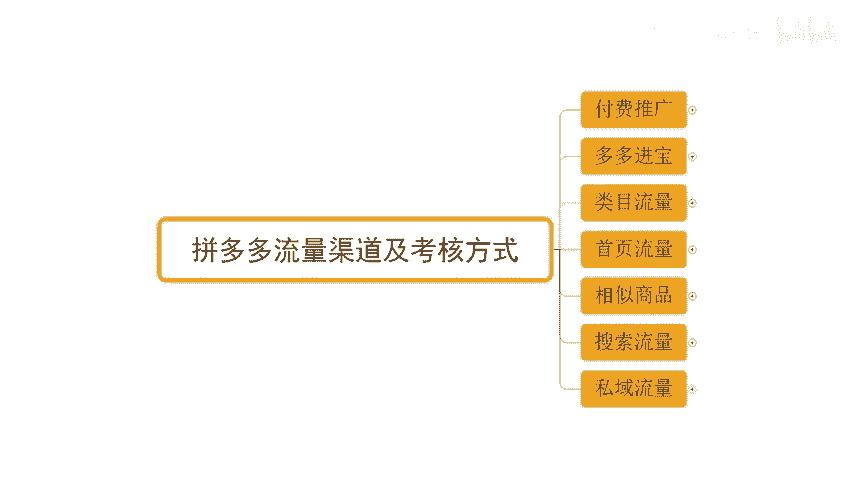 付费推广
多多进宝
类目流量
首页流量
拼多多流量渠道及考核方式
相似商品
搜索流量
私域流量